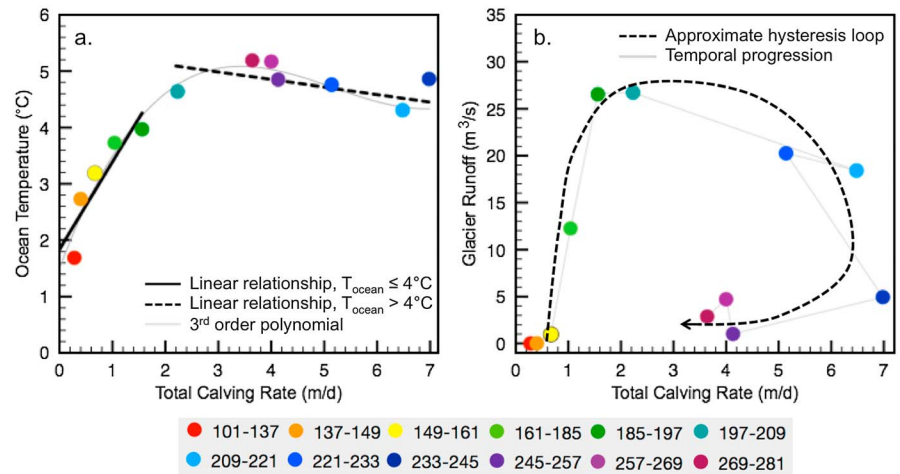 a.
Ocean Temperature (°C)
6
5
4
3
2
1
0
Linear relationship, Tocean ≤ 4°C
Linear relationship, Tocean > 4°C
3rd order polynomial
0 1 2 3 4 5 6 7
Total Calving Rate (m/d)
b.
Approximate hysteresis loop
Temporal progression
Glacier Runoff (m3/s)
35
30
25
20
15
10
5
0
0 1 2 3 4 5 6 7
Total Calving Rate (m/d)
101-137 137-149 149-161 161-185 185-197 197-209
209-221 221-233 233-245 245-257 257-269 269-281